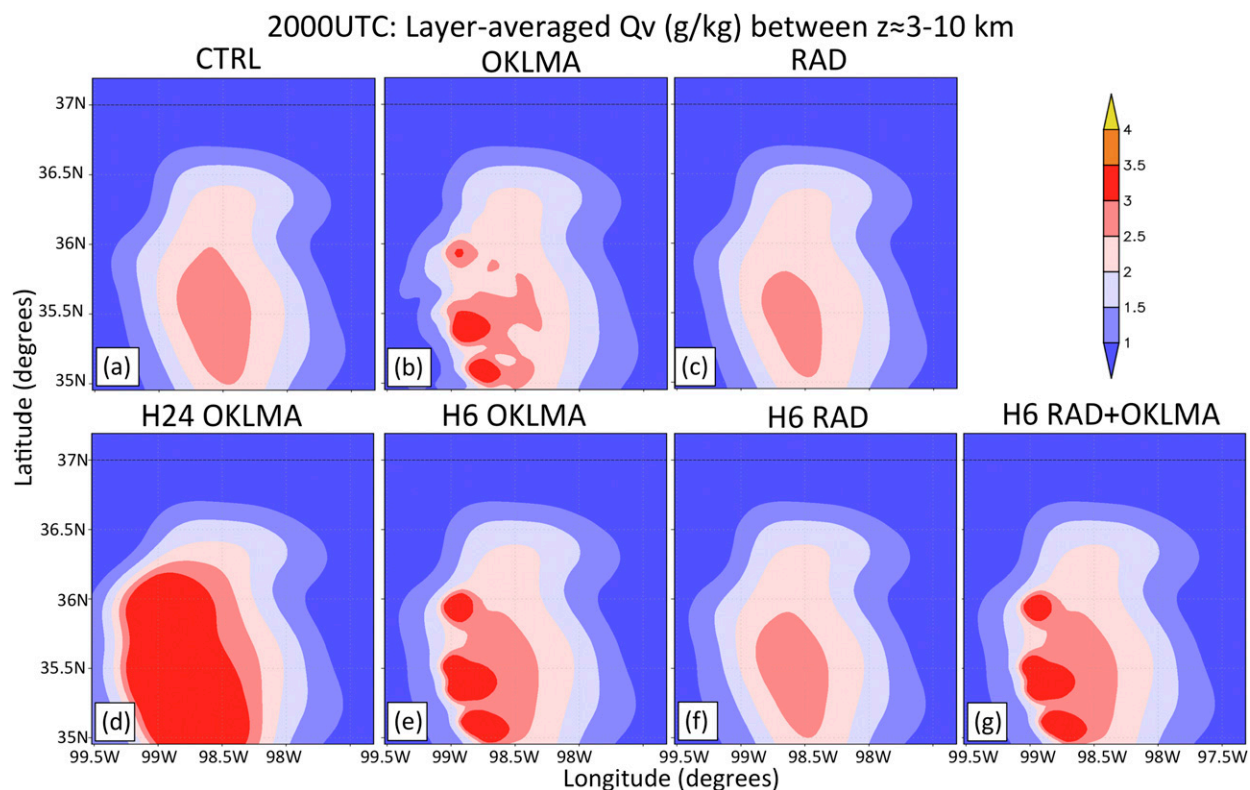 2000UTC: Layer-averaged Qv (g/kg) between z≈3-10 km
CTRL
OKLMA
RAD
37N
36.5N
36N
35.5N
35N
(a)
(b)
(c)
4
3.5
3
2.5
2
1.5
1
Latitude (degrees)
H24 OKLMA
H6 OKLMA
H6 RAD
H6 RAD+OKLMA
37N
36.5N
36N
35.5N
35N
(d)
(e)
(f)
(g)
99.5W 99W 98.5W 98W 99.5W 99W 98.5W 98W 99.5W 99W 98.5W 98W 99.5W 99W 98.5W 98W 97.5W
Longitude (degrees)